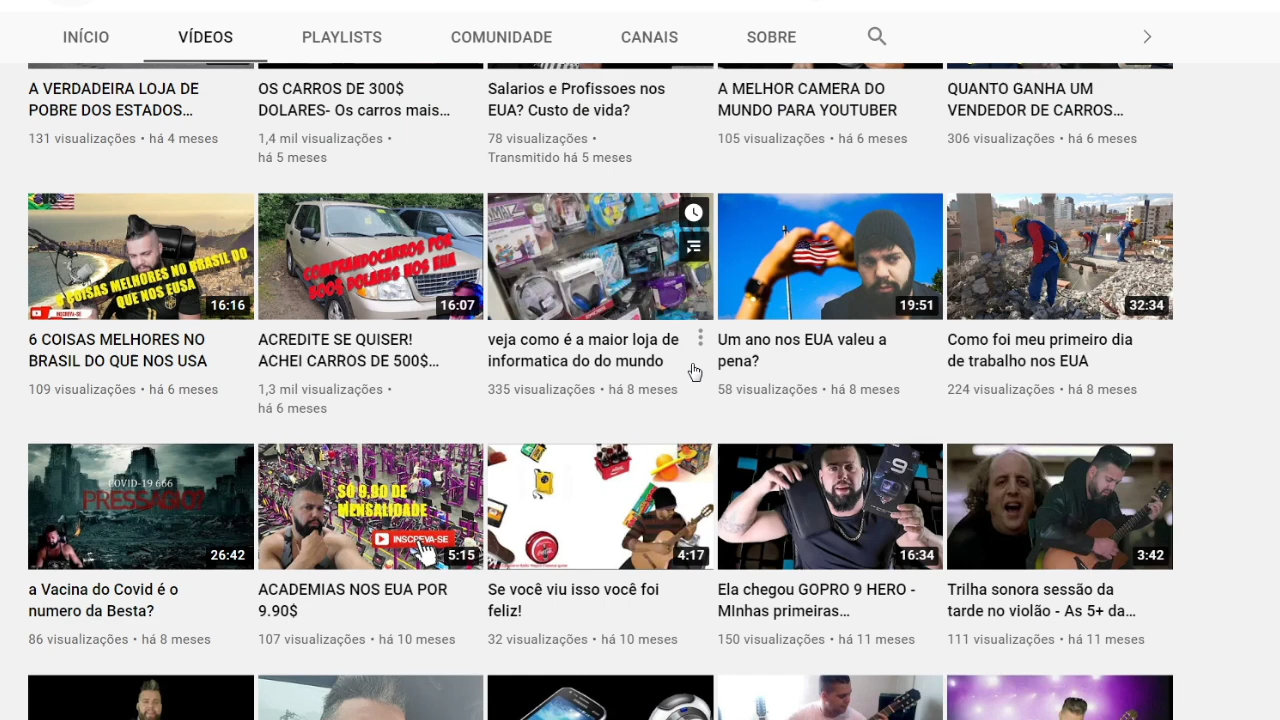 INÍCIO VÍDEOS PLAYLISTS COMUNIDADE CANAIS SOBRE
A VERDADEIRA LOJA DE
POBRE DOS ESTADOS…
131 visualizações • há 4 meses
OS CARROS DE 300$
DOLARES- Os carros mais…
1,4 mil visualizações •
há 5 meses
Salarios e Profissoes nos
EUA? Custo de vida?
78 visualizações •
Transmitido há 5 meses
A MELHOR CAMERA DO
MUNDO PARA YOUTUBER
105 visualizações • há 6 meses
QUANTO GANHA UM
VENDEDOR DE CARROS…
306 visualizações • há 6 meses
6 COISAS MELHORES NO BRASIL DO
QUE NOS EUSA
INSCREVA-SE
16:16
6 COISAS MELHORES NO
BRASIL DO QUE NOS USA
109 visualizações • há 6 meses
COMPRANDOCARROS POR
500$ DOLARES NOS EUA
16:07
ACREDITE SE QUISER!
ACHEI CARROS DE 500$…
1,3 mil visualizações •
há 6 meses
veja como é a maior loja de
informatica do do mundo
335 visualizações • há 8 meses
19:51
Um ano nos EUA valeu a
pena?
58 visualizações • há 8 meses
32:34
Como foi meu primeiro dia
de trabalho nos EUA
224 visualizações • há 8 meses
COVID-19 666
PRESSAGIO?
26:42
a Vacina do Covid é o
numero da Besta?
86 visualizações • há 8 meses
SÓ 9,90 DE
MENSALIDADE
INSCREVA-SE
5:15
ACADEMIAS NOS EUA POR
9.90$
107 visualizações • há 10 meses
4:17
Se você viu isso você foi
feliz!
32 visualizações • há 10 meses
9
16:34
Ela chegou GOPRO 9 HERO -
MInhas primeiras…
150 visualizações • há 11 meses
3:42
Trilha sonora sessão da
tarde no violão - As 5+ da…
111 visualizações • há 11 meses